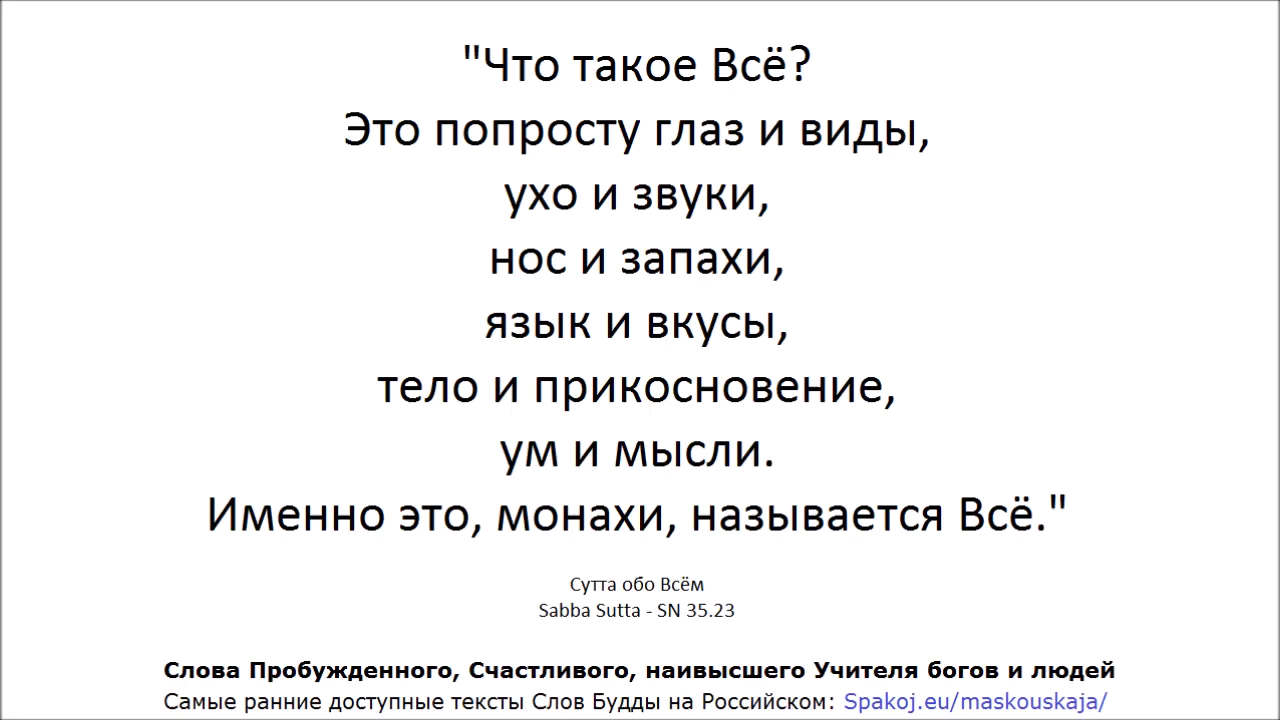 "Что такое Всё?
Это попросту глаз и виды,
ухо и звуки,
нос и запахи,
язык и вкусы,
тело и прикосновение,
ум и мысли.
Именно это, монахи, называется Всё."
Сутта обо Всём
Sabba Sutta - SN 35.23
Слова Пробужденного, Счастливого, наивысшего Учителя богов и людей
Самые ранние доступные тексты Слов Будды на Российском: Spakoj.eu/maskouskaja/